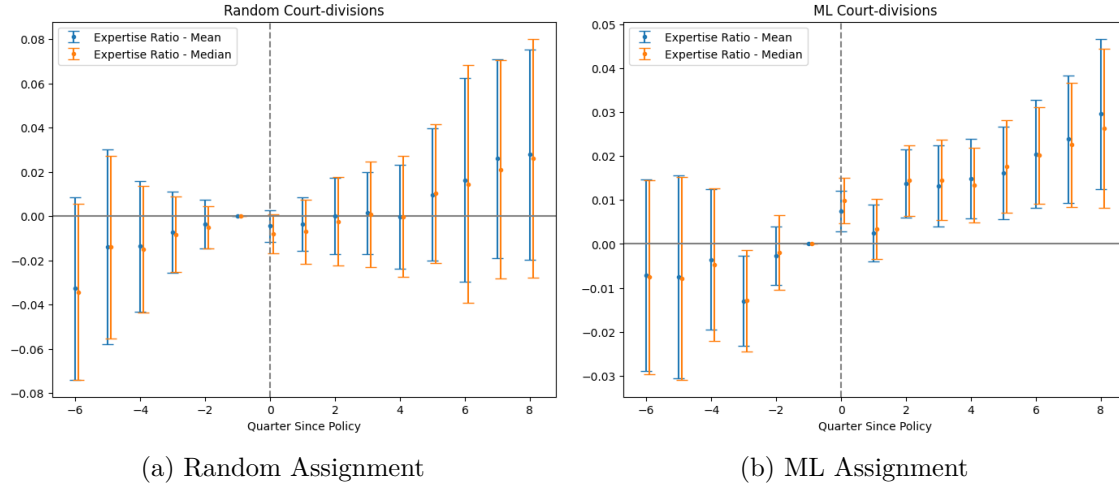 Random Court-divisions
Expertise Ratio - Mean
Expertise Ratio - Median
0.08
0.06
0.04
0.02
0.00
−0.02
−0.04
−0.06
−0.08
−6 −4 −2 0 2 4 6 8
Quarter Since Policy
(a) Random Assignment
ML Court-divisions
Expertise Ratio - Mean
Expertise Ratio - Median
0.05
0.04
0.03
0.02
0.01
0.00
−0.01
−0.02
−0.03
−6 −4 −2 0 2 4 6 8
Quarter Since Policy
(b) ML Assignment